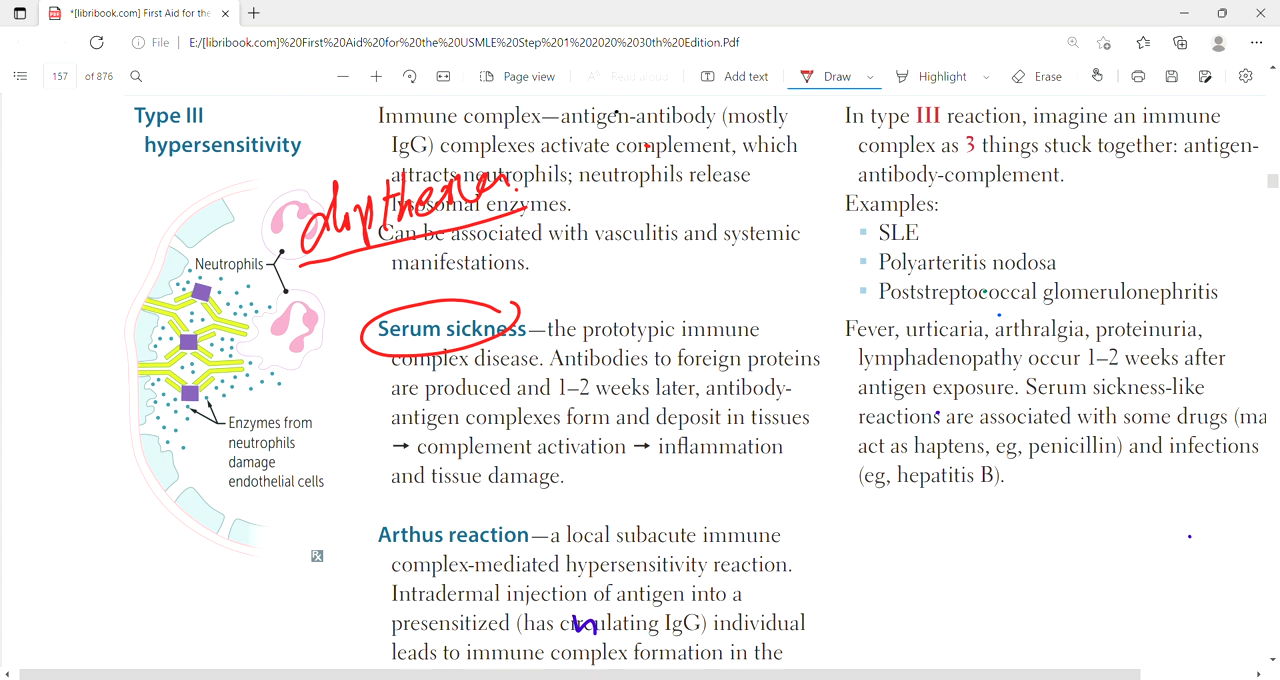 *[libribook.com] First Aid for the
File E:/[libribook.com]%20First%20Aid%20for%20the%20USMLE%20Step%201%202020%2030th%20Edition.Pdf
157 of 876 Page view Read aloud Add text Draw Highlight Erase
Type III
hypersensitivity
Neutrophils
Enzymes from
neutrophils
damage
endothelial cells
Rx
Immune complex—antigen-antibody (mostly
IgG) complexes activate complement, which
attracts neutrophils; neutrophils release
lysosomal enzymes.
Can be associated with vasculitis and systemic
manifestations.
Serum sickness—the prototypic immune
complex disease. Antibodies to foreign proteins
are produced and 1–2 weeks later, antibody-
antigen complexes form and deposit in tissues
→ complement activation → inflammation
and tissue damage.
Arthus reaction—a local subacute immune
complex-mediated hypersensitivity reaction.
Intradermal injection of antigen into a
presensitized (has circulating IgG) individual
leads to immune complex formation in the
In type III reaction, imagine an immune
complex as 3 things stuck together: antigen-
antibody-complement.
Examples:
SLE
Polyarteritis nodosa
Poststreptococcal glomerulonephritis
Fever, urticaria, arthralgia, proteinuria,
lymphadenopathy occur 1–2 weeks after
antigen exposure. Serum sickness-like
reactions are associated with some drugs (ma
act as haptens, eg, penicillin) and infections
(eg, hepatitis B).